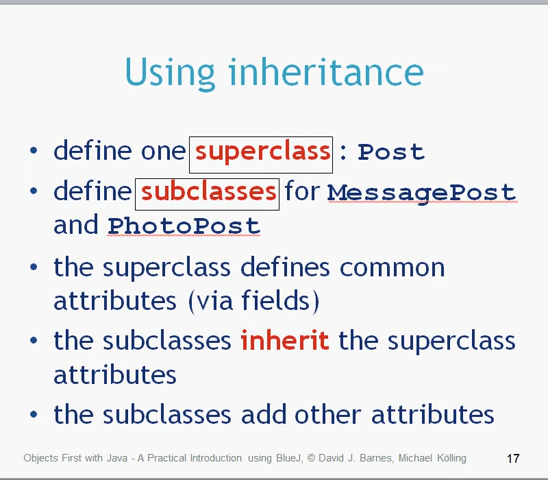 Using inheritance
• define one superclass : Post
• define subclasses for MessagePost
and PhotoPost
• the superclass defines common
attributes (via fields)
• the subclasses inherit the superclass
attributes
• the subclasses add other attributes
Objects First with Java - A Practical Introduction using BlueJ, © David J. Barnes, Michael Kölling
17